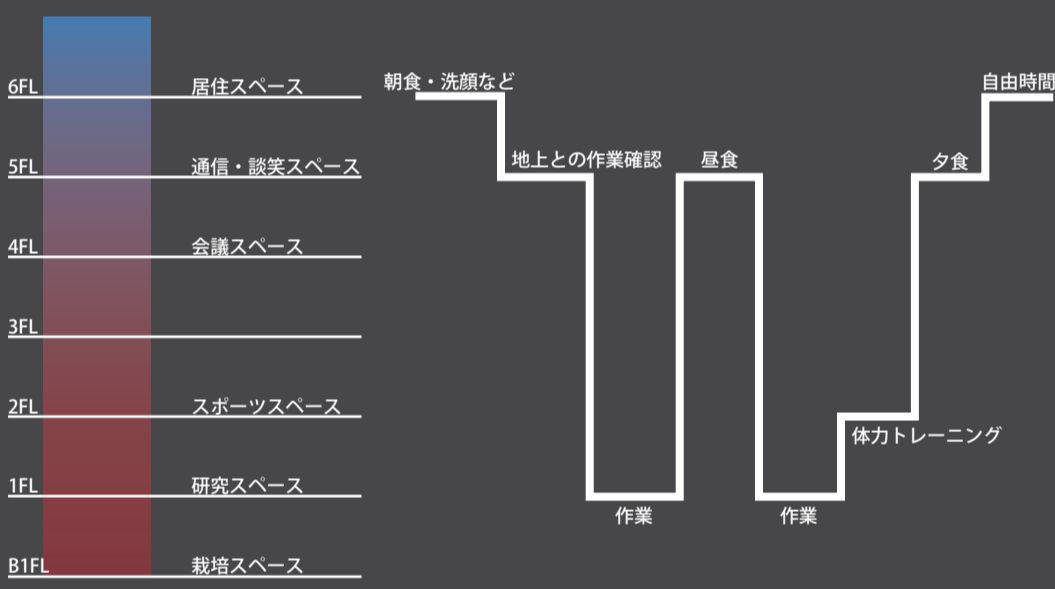 6FL 居住スペース
5FL 通信・談笑スペース
4FL 会議スペース
3FL
2FL スポーツスペース
1FL 研究スペース
B1FL 栽培スペース
朝食・洗顔など
地上との作業確認
作業
昼食
作業
体力トレーニング
夕食
自由時間